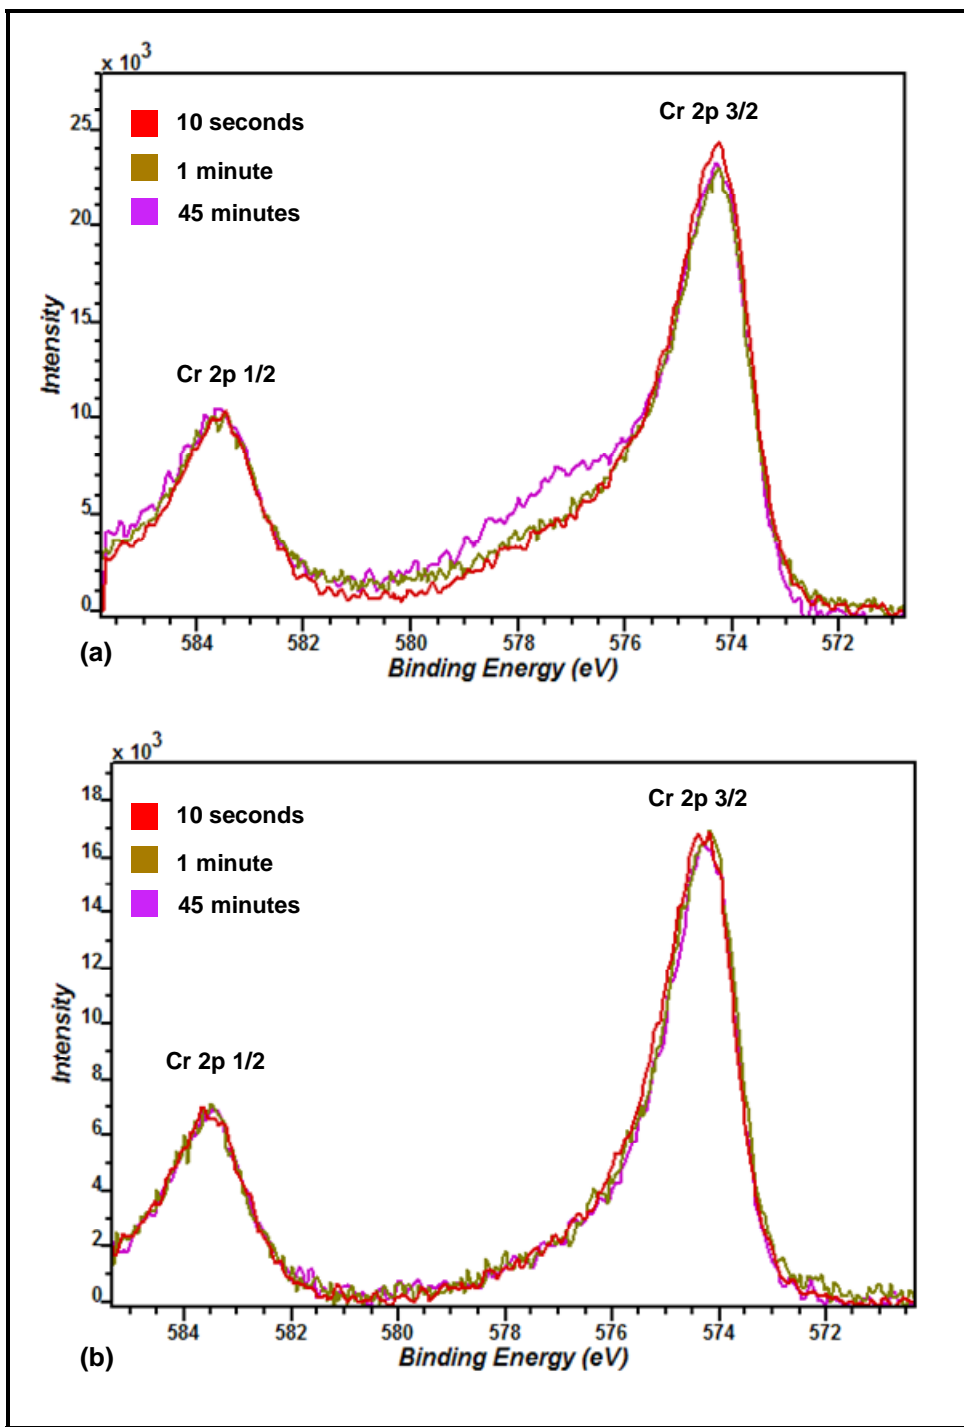 x 10³
10 seconds
1 minute
45 minutes
Cr 2p 3/2
Cr 2p 1/2
Intensity
25
20
15
10
5
0
584 582 580 578 576 574 572
Binding Energy (eV)
(a)
x 10³
10 seconds
1 minute
45 minutes
Cr 2p 3/2
Cr 2p 1/2
Intensity
18
16
14
12
10
8
6
4
2
0
584 582 580 578 576 574 572
Binding Energy (eV)
(b)